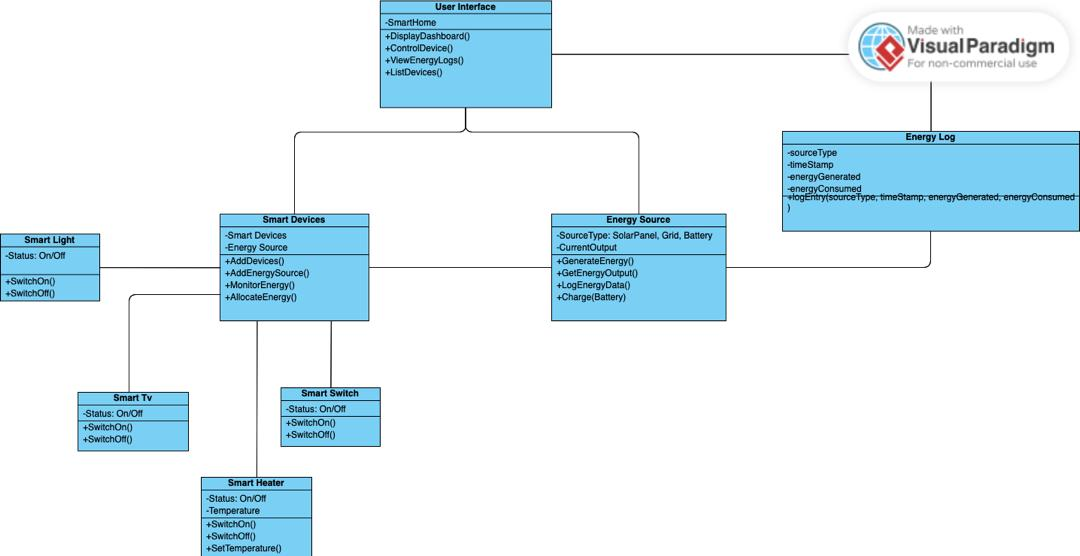 User Interface
-SmartHome
+DisplayDashboard()
+ControlDevice()
+ViewEnergyLogs()
+ListDevices()
Made with
VisualParadigm
For non-commercial use
Energy Log
-sourceType
-timeStamp
-energyGenerated
-energyConsumed
+logEntry(sourceType, timeStamp, energyGenerated, energyConsumed
)
Smart Devices
-Smart Devices
-Energy Source
+AddDevices()
+AddEnergySource()
+MonitorEnergy()
+AllocateEnergy()
Energy Source
-SourceType: SolarPanel, Grid, Battery
-CurrentOutput
+GenerateEnergy()
+GetEnergyOutput()
+LogEnergyData()
+Charge(Battery)
Smart Light
-Status: On/Off
+SwitchOn()
+SwitchOff()
Smart Tv
-Status: On/Off
+SwitchOn()
+SwitchOff()
Smart Switch
-Status: On/Off
+SwitchOn()
+SwitchOff()
Smart Heater
-Status: On/Off
-Temperature
+SwitchOn()
+SwitchOff()
+SetTemperature()